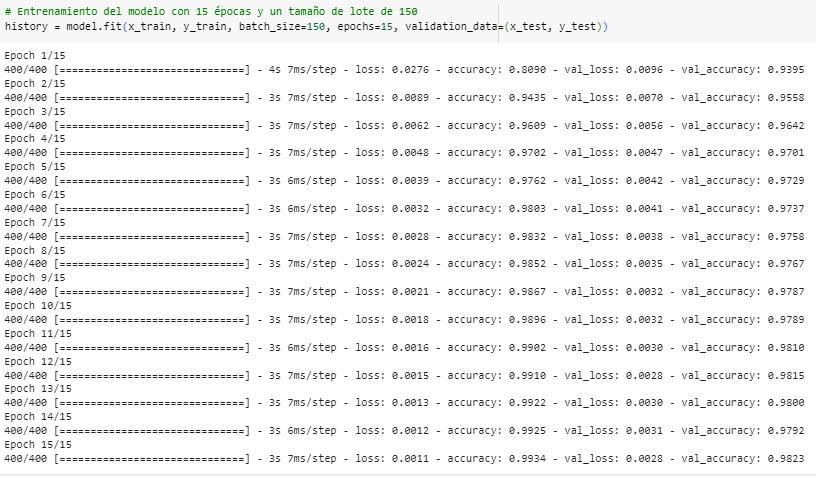 # Entrenamiento del modelo con 15 épocas y un tamaño de lote de 150
history = model.fit(x_train, y_train, batch_size=150, epochs=15, validation_data=(x_test, y_test))
Epoch 1/15
400/400 [==============================] - 4s 7ms/step - loss: 0.0276 - accuracy: 0.8090 - val_loss: 0.0096 - val_accuracy: 0.9395
Epoch 2/15
400/400 [==============================] - 3s 7ms/step - loss: 0.0089 - accuracy: 0.9435 - val_loss: 0.0070 - val_accuracy: 0.9558
Epoch 3/15
400/400 [==============================] - 3s 7ms/step - loss: 0.0062 - accuracy: 0.9609 - val_loss: 0.0056 - val_accuracy: 0.9642
Epoch 4/15
400/400 [==============================] - 3s 7ms/step - loss: 0.0048 - accuracy: 0.9702 - val_loss: 0.0047 - val_accuracy: 0.9701
Epoch 5/15
400/400 [==============================] - 3s 6ms/step - loss: 0.0039 - accuracy: 0.9762 - val_loss: 0.0042 - val_accuracy: 0.9729
Epoch 6/15
400/400 [==============================] - 3s 6ms/step - loss: 0.0032 - accuracy: 0.9803 - val_loss: 0.0041 - val_accuracy: 0.9737
Epoch 7/15
400/400 [==============================] - 3s 7ms/step - loss: 0.0028 - accuracy: 0.9832 - val_loss: 0.0038 - val_accuracy: 0.9758
Epoch 8/15
400/400 [==============================] - 3s 7ms/step - loss: 0.0024 - accuracy: 0.9852 - val_loss: 0.0035 - val_accuracy: 0.9767
Epoch 9/15
400/400 [==============================] - 3s 7ms/step - loss: 0.0021 - accuracy: 0.9867 - val_loss: 0.0032 - val_accuracy: 0.9787
Epoch 10/15
400/400 [==============================] - 3s 7ms/step - loss: 0.0018 - accuracy: 0.9896 - val_loss: 0.0032 - val_accuracy: 0.9789
Epoch 11/15
400/400 [==============================] - 3s 6ms/step - loss: 0.0016 - accuracy: 0.9902 - val_loss: 0.0030 - val_accuracy: 0.9810
Epoch 12/15
400/400 [==============================] - 3s 7ms/step - loss: 0.0015 - accuracy: 0.9910 - val_loss: 0.0028 - val_accuracy: 0.9815
Epoch 13/15
400/400 [==============================] - 3s 7ms/step - loss: 0.0013 - accuracy: 0.9922 - val_loss: 0.0030 - val_accuracy: 0.9800
Epoch 14/15
400/400 [==============================] - 3s 6ms/step - loss: 0.0012 - accuracy: 0.9925 - val_loss: 0.0031 - val_accuracy: 0.9792
Epoch 15/15
400/400 [==============================] - 3s 7ms/step - loss: 0.0011 - accuracy: 0.9934 - val_loss: 0.0028 - val_accuracy: 0.9823